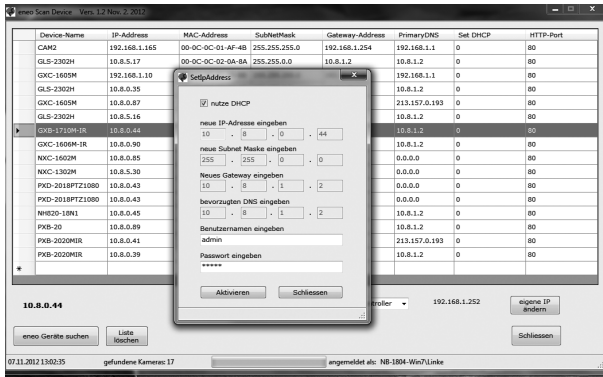 eneo Scan Device Vers. 1.2 Nov. 2. 2012
Device-Name IP-Address MAC-Address SubNetMask Gateway-Address PrimaryDNS Set DHCP HTTP-Port
CAM2 192.168.1.165 00-0C-0C-01-AF-4B 255.255.255.0 192.168.1.254 192.168.1.1 0 80
GLS-2302H 10.8.5.17 00-0C-0C-02-0A-8A 255.255.0.0 10.8.1.2 10.8.1.2 0 80
GXC-1605M 192.168.1.10 192.168.1.1 0 80
GLS-2302H 10.8.0.35 10.8.1.2 0 80
GXC-1605M 10.8.0.87 213.157.0.193 0 80
GLS-2302H 10.8.5.16 10.8.1.2 0 80
GXB-1710M-IR 10.8.0.44 10.8.1.2 0 80
GXC-1606M-IR 10.8.0.90 10.8.1.2 0 80
NXC-1602M 10.8.0.85 0.0.0.0 0 80
NXC-1302M 10.8.5.30 0.0.0.0 0 80
PXD-2018PTZ1080 10.8.0.43 0.0.0.0 0 80
PXD-2018PTZ1080 10.8.0.43 0.0.0.0 0 80
NH820-18N1 10.8.0.45 10.8.1.2 0 80
PXB-20 10.8.0.89 10.8.1.2 0 80
PXB-2020MIR 10.8.0.41 213.157.0.193 0 80
PXB-2020MIR 10.8.0.39 10.8.1.2 0 80
SetIpAddress
nutze DHCP
neue IP-Adresse eingeben
10 . 8 . 0 . 44
neue Subnet Maske eingeben
255 . 255 . 0 . 0
Neues Gateway eingeben
10 . 8 . 1 . 2
bevorzugten DNS eingeben
10 . 8 . 1 . 2
Benutzernamen eingeben
admin
Passwort eingeben
*****
Aktivieren Schliessen
10.8.0.44 192.168.1.252 eigene IP
ändern
eneo Geräte suchen Liste
löschen Schliessen
07.11.2012 13:02:35 gefundene Kameras: 17 angemeldet als: NB-1804-Win7\Linke